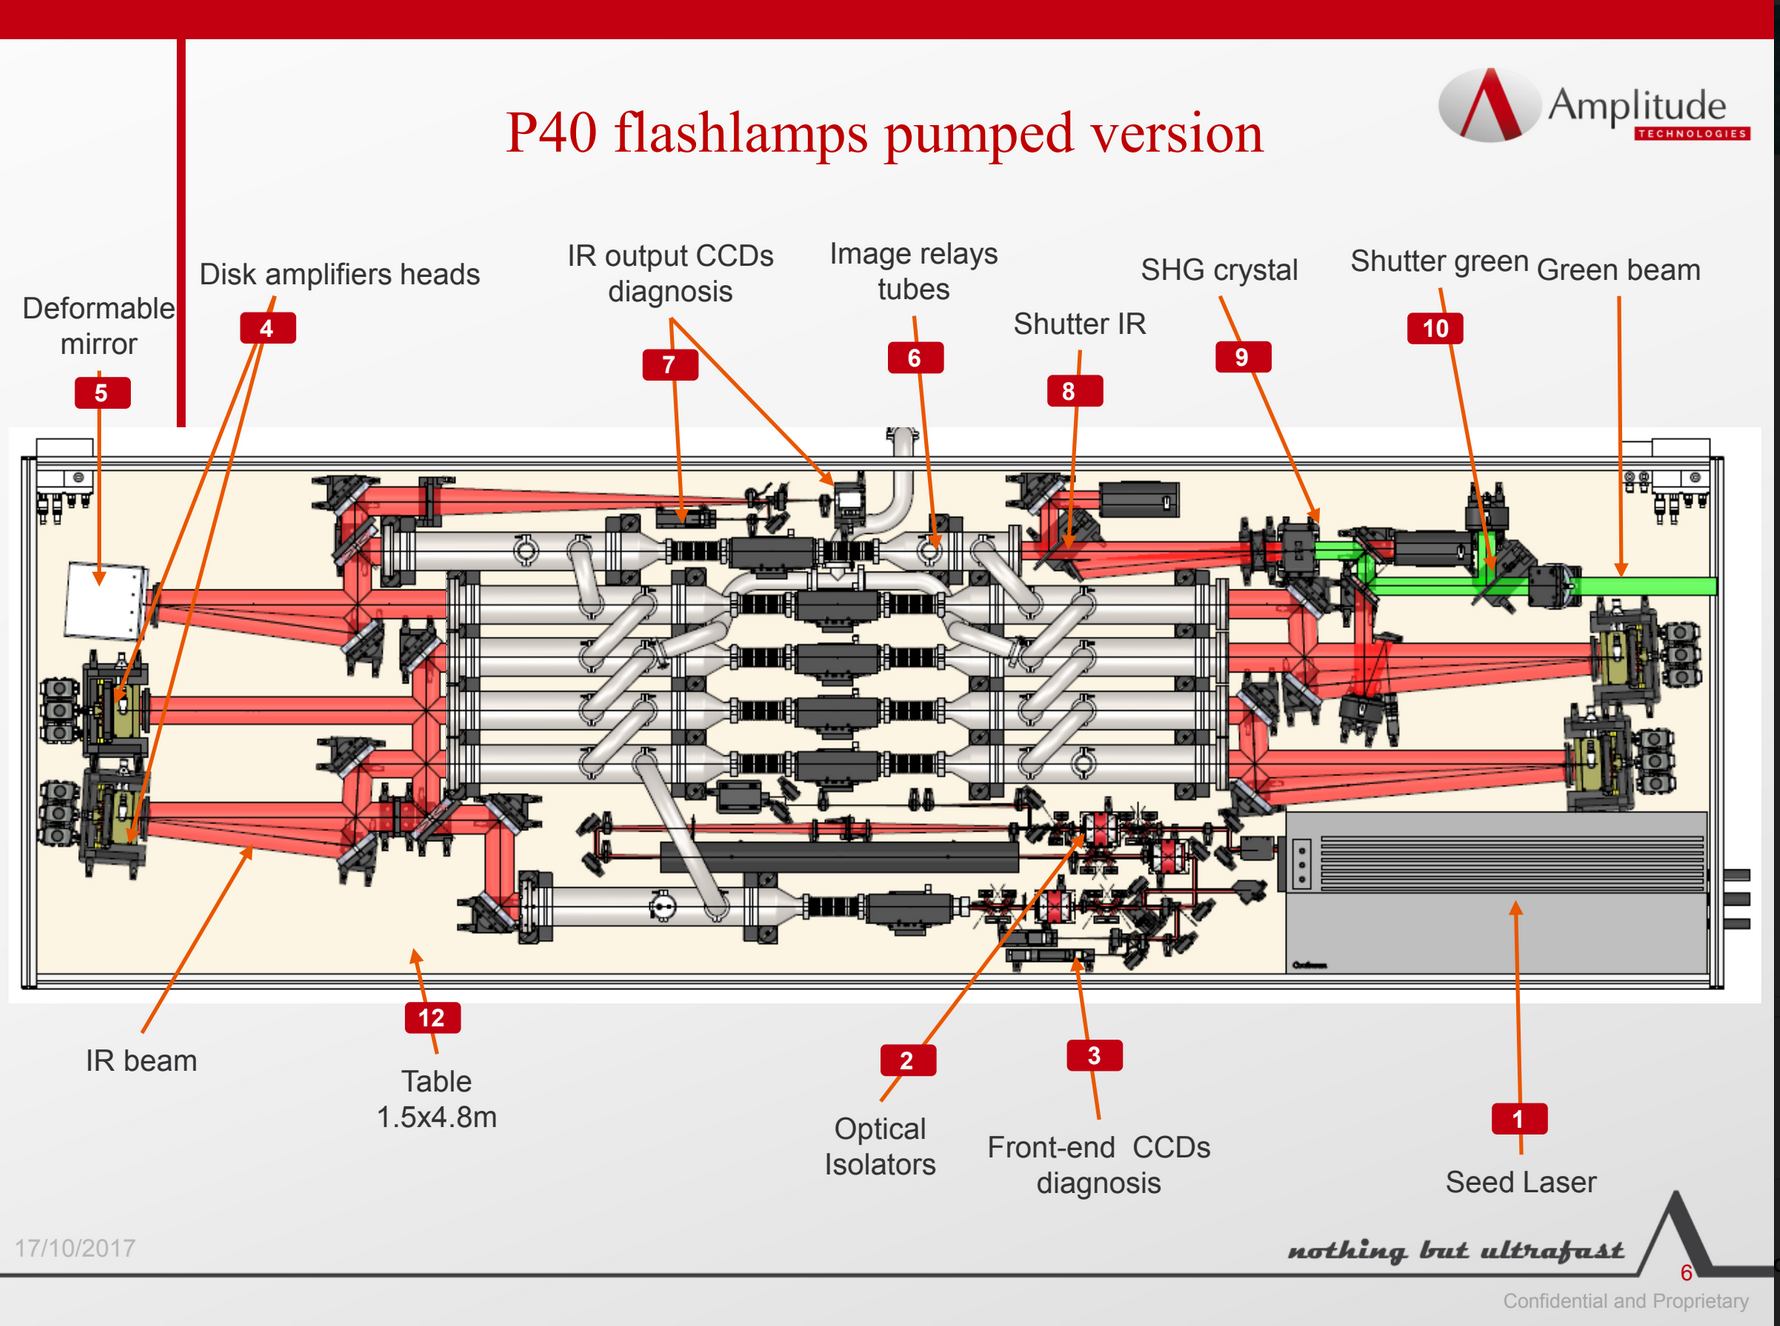 Amplitude
TECHNOLOGIES
P40 flashlamps pumped version
Deformable
mirror
5
Disk amplifiers heads
4
IR output CCDs
diagnosis
7
Image relays
tubes
6
Shutter IR
8
SHG crystal
9
Shutter green
10
Green beam
IR beam
12
Table
1.5x4.8m
2
Optical
Isolators
3
Front-end  CCDs
diagnosis
1
Seed Laser
17/10/2017
nothing but ultrafast
6
Confidential and Proprietary